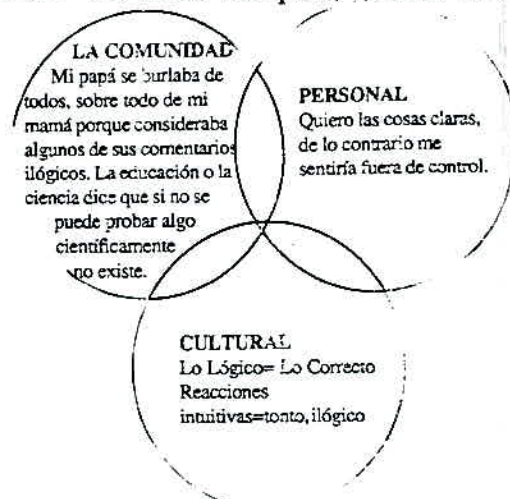 LA COMUNIDAD
Mi papá se burlaba de
todos, sobre todo de mi
mamá porque consideraba
algunos de sus comentarios
ilógicos. La educación o la
ciencia dice que si no se
puede probar algo
científicamente
no existe.
PERSONAL
Quiero las cosas claras,
de lo contrario me
sentiría fuera de control.
CULTURAL
Lo Lógico= Lo Correcto
Reacciones
intuitivas=tonto, ilógico